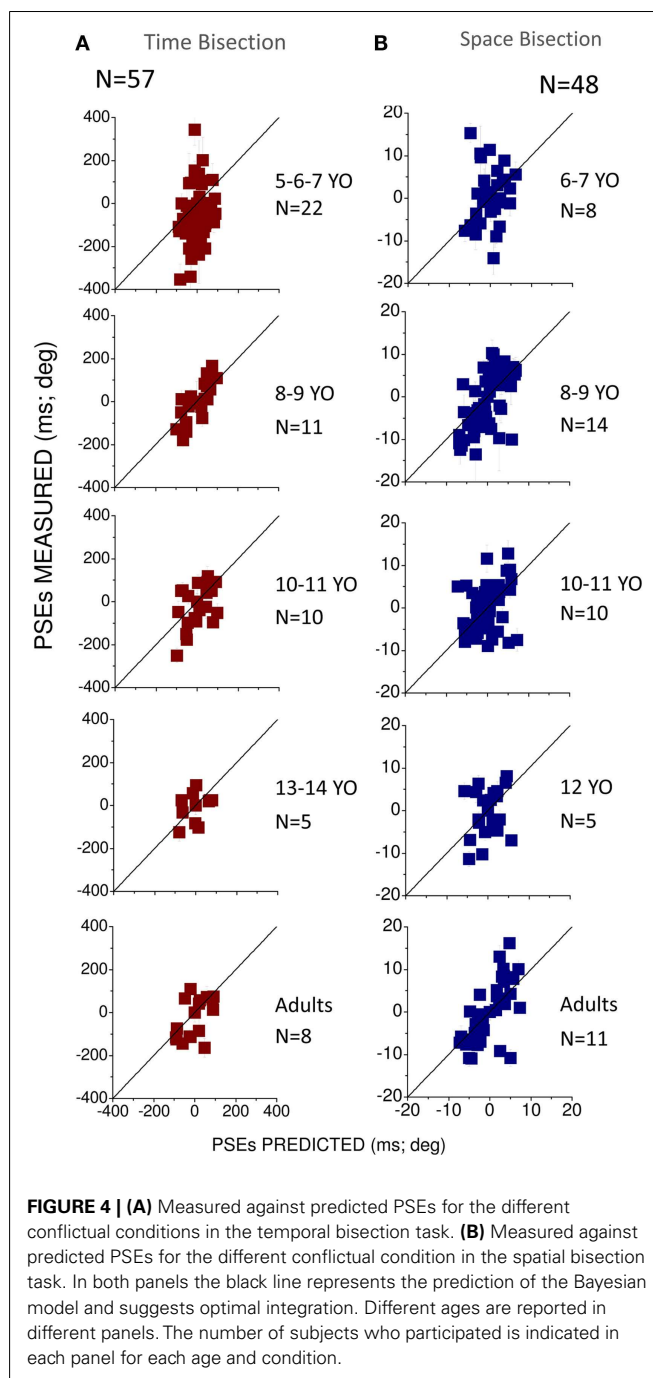 A Time Bisection B Space Bisection
N=57 N=48
PSEs MEASURED (ms; deg)
400
200
0
-200
-400
5-6-7 YO
N=22
20
10
0
-10
-20
6-7 YO
N=8
400
200
0
-200
-400
8-9 YO
N=11
20
10
0
-10
-20
8-9 YO
N=14
400
200
0
-200
-400
10-11 YO
N=10
20
10
0
-10
-20
10-11 YO
N=10
400
200
0
-200
-400
13-14 YO
N=5
20
10
0
-10
-20
12 YO
N=5
400
200
0
-200
-400
Adults
N=8
20
10
0
-10
-20
Adults
N=11
-400 -200 0 200 400 -20 -10 0 10 20
PSEs PREDICTED (ms; deg)
FIGURE 4 | (A) Measured against predicted PSEs for the different
conflictual conditions in the temporal bisection task. (B) Measured against
predicted PSEs for the different conflictual condition in the spatial bisection
task. In both panels the black line represents the prediction of the Bayesian
model and suggests optimal integration. Different ages are reported in
different panels. The number of subjects who participated is indicated in
each panel for each age and condition.